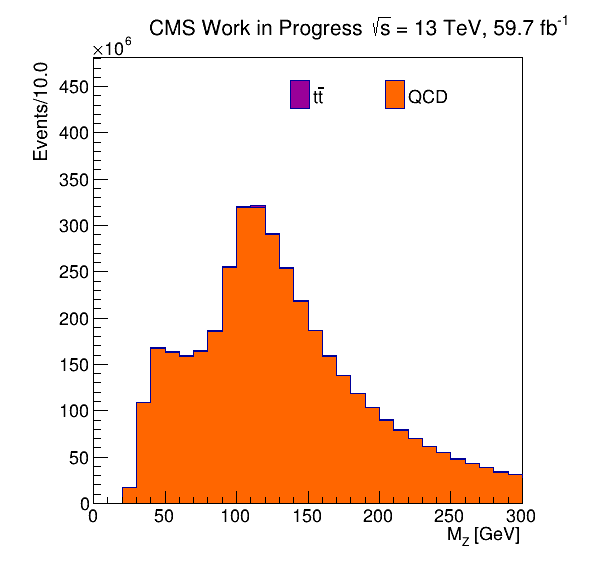 CMS Work in Progress √s = 13 TeV, 59.7 fb⁻¹
×10⁶
Events/10.0
tt̄
QCD
450
400
350
300
250
200
150
100
50
0
0 50 100 150 200 250 300
M_Z [GeV]